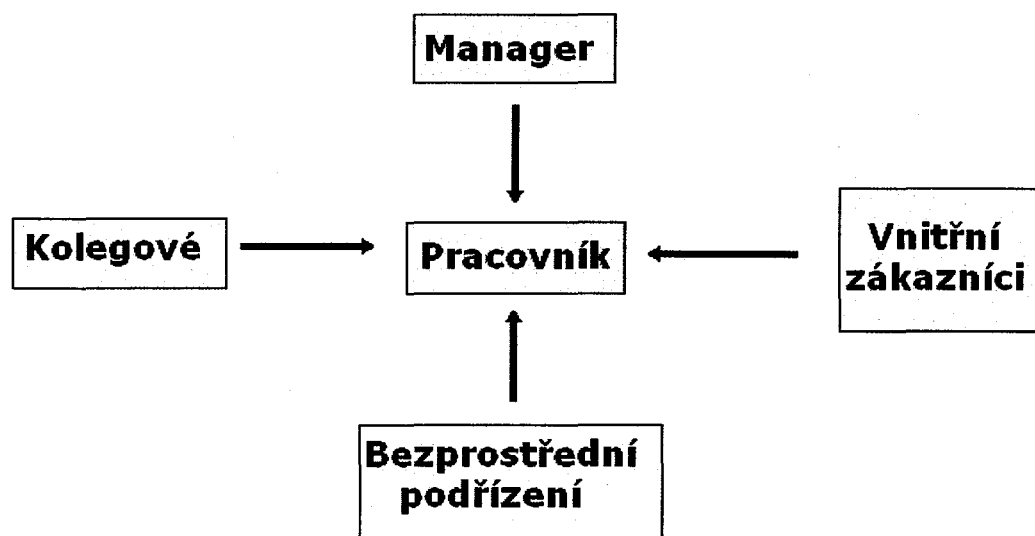 Manager
Kolegové
Pracovník
Vnitřní
zákazníci
Bezprostřední
podřízení